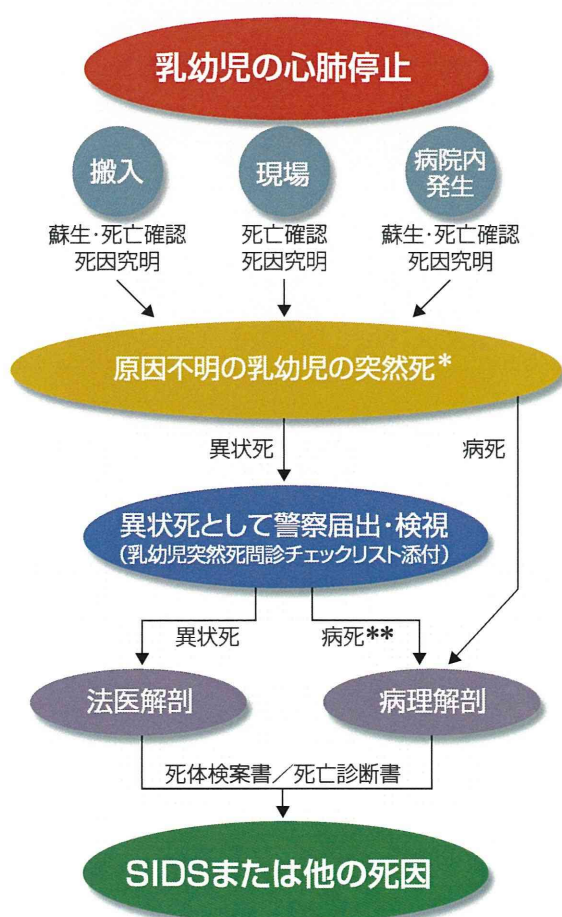 乳幼児の心肺停止
搬入
現場
病院内
発生
蘇生・死亡確認
死因究明
死亡確認
死因究明
蘇生・死亡確認
死因究明
原因不明の乳幼児の突然死*
異状死
病死
異状死として警察届出・検視
(乳幼児突然死問診チェックリスト添付)
異状死
病死**
法医解剖
病理解剖
死体検案書/死亡診断書
SIDSまたは他の死因